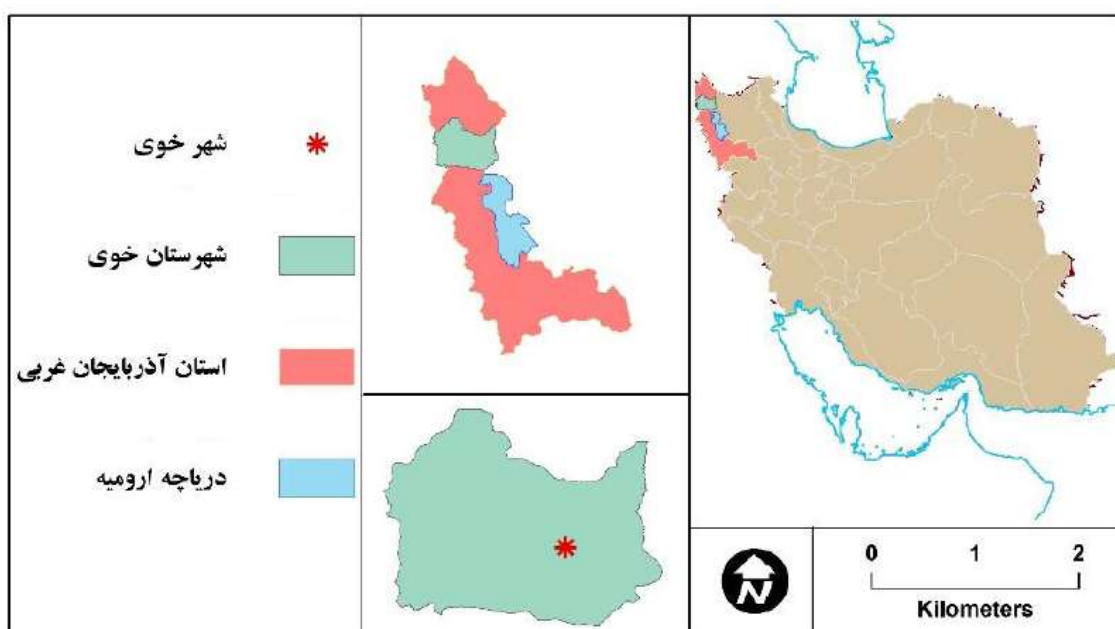 شهر خوی
شهرستان خوی
استان آذربایجان غربی
دریاچه ارومیه
N
0 1 2
Kilometers